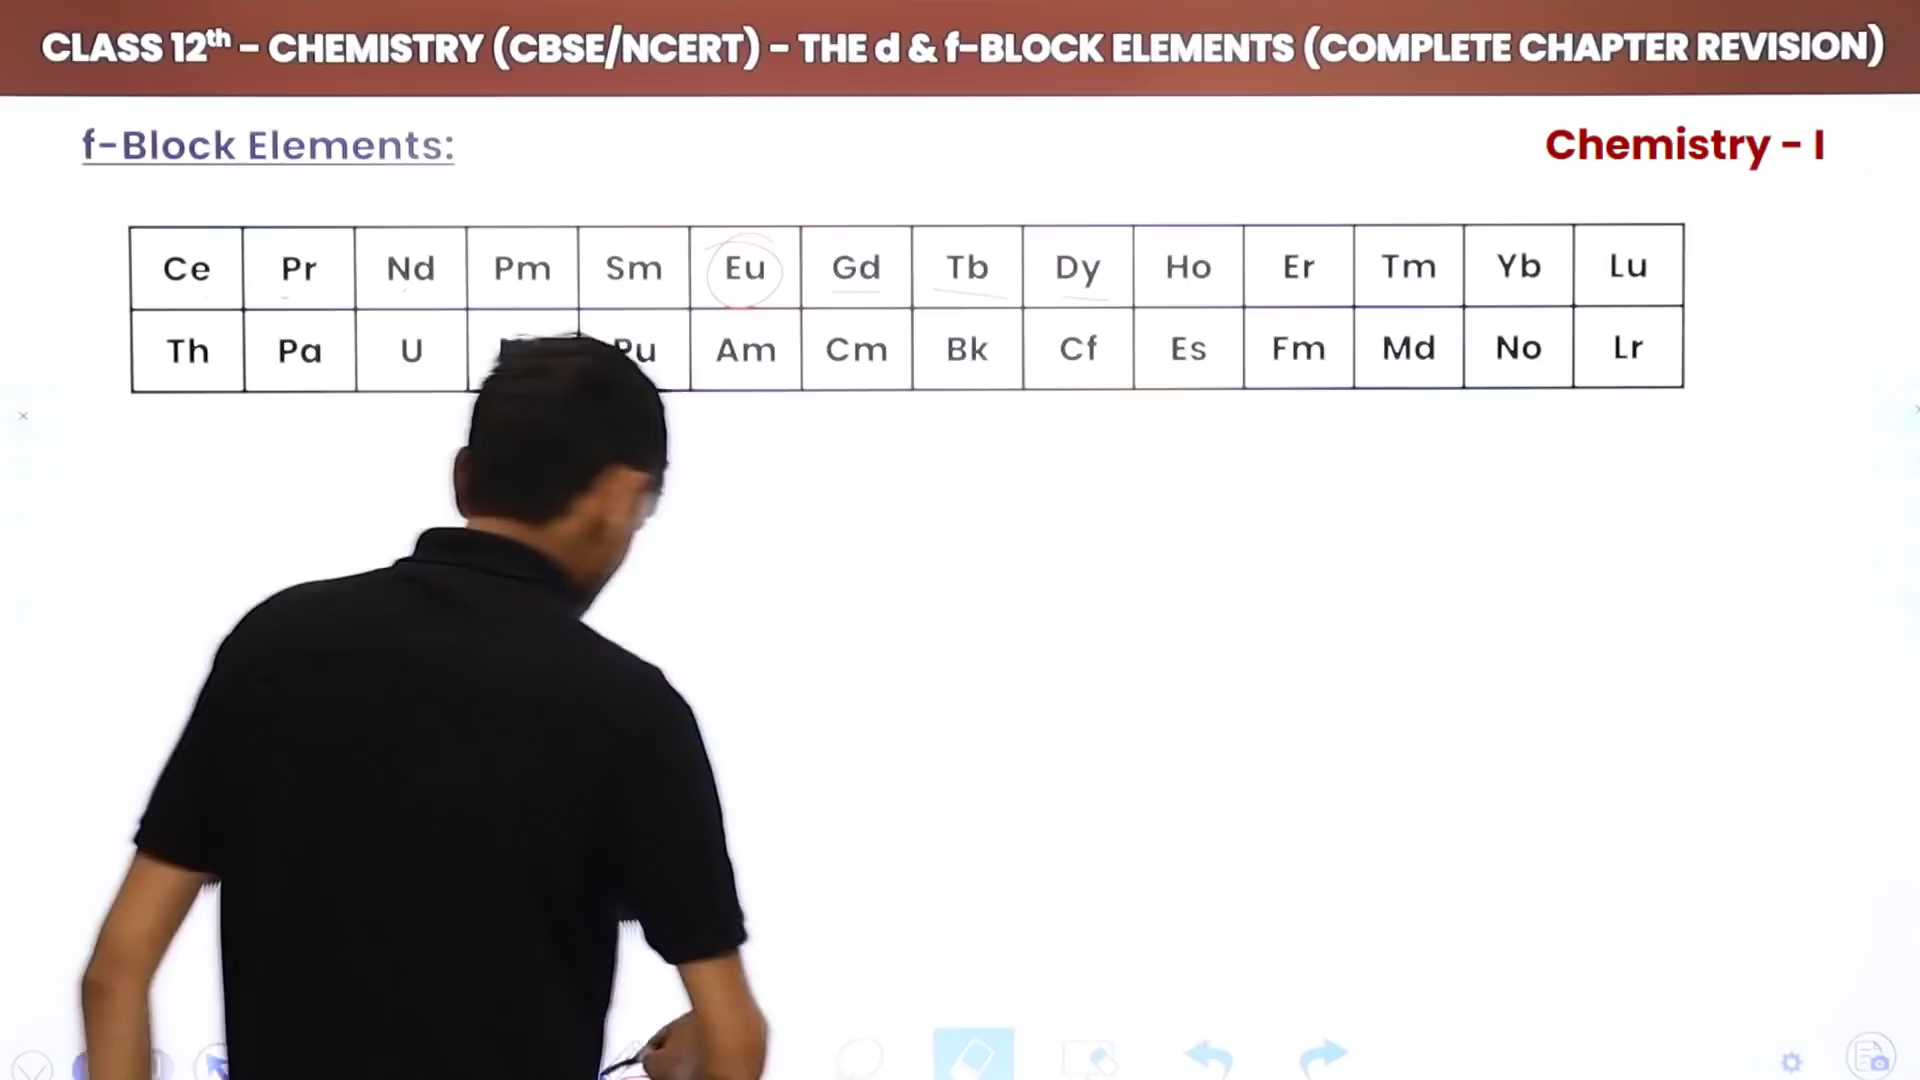 CLASS 12th - CHEMISTRY (CBSE/NCERT) - THE d & f-BLOCK ELEMENTS (COMPLETE CHAPTER REVISION)
f-Block Elements:
Chemistry - I
Ce Pr Nd Pm Sm Eu Gd Tb Dy Ho Er Tm Yb Lu
Th Pa U Pu Am Cm Bk Cf Es Fm Md No Lr